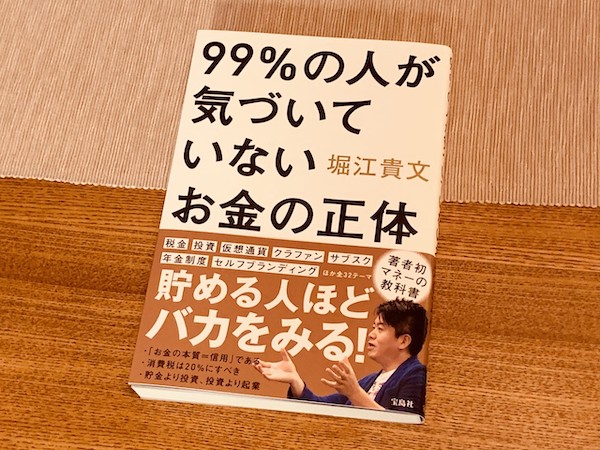 99%の人が
気づいて
いない
堀江貴文
お金の正体
税金 投資 仮想通貨 クラファン サブスク
年金制度 セルフブランディング ほか全32テーマ
著者初
マネーの
教科書
貯める人ほど
バカをみる!
・「お金の本質=信用」である
・消費税は20%にすべき
・貯金より投資、投資より起業
宝島社